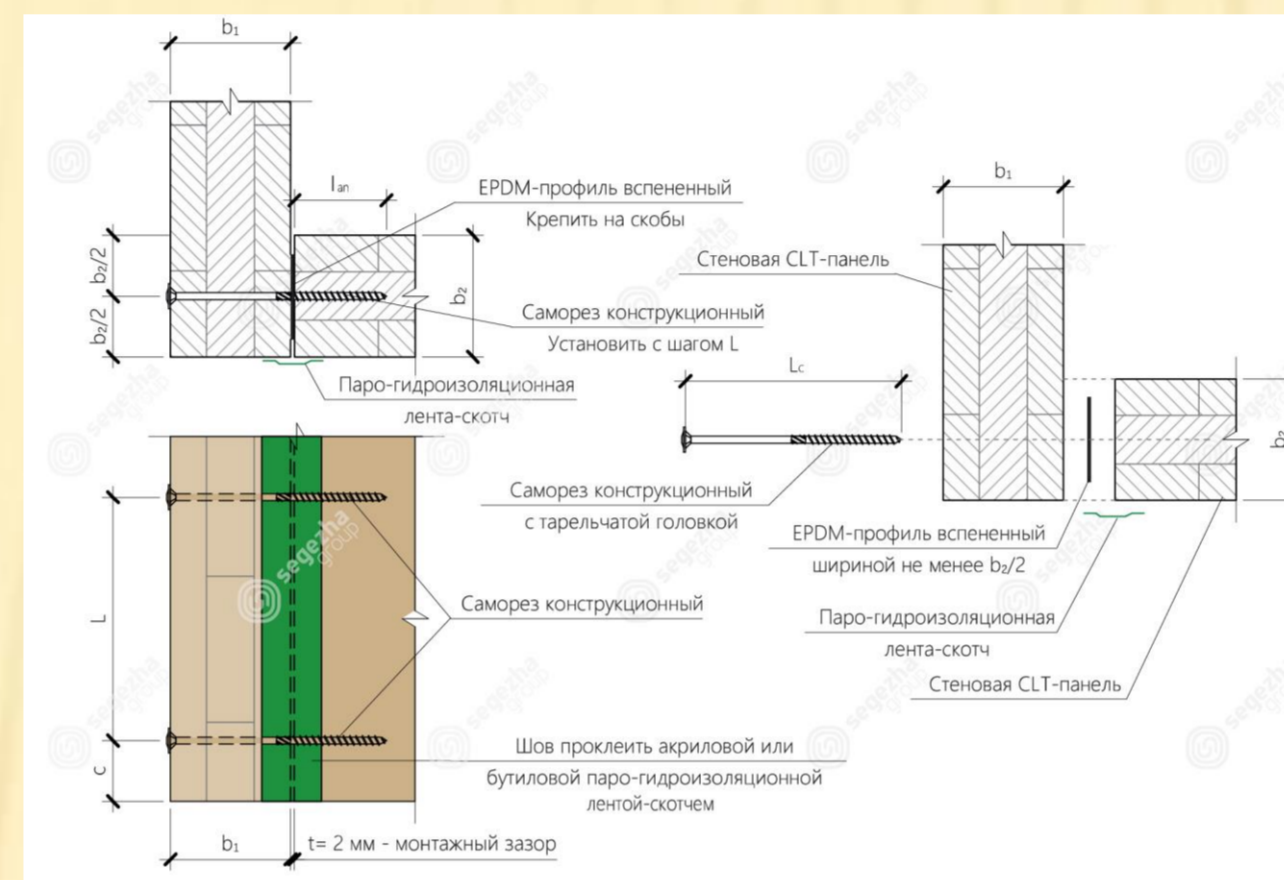 b₁
lₐₙ
EPDM-профиль вспененный
Крепить на скобы
b₂/2
b₂/2
b₂
Саморез конструкционный
Установить с шагом L
Паро-гидроизоляционная
лента-скотч
b₁
Стеновая CLT-панель
Lc
Саморез конструкционный
с тарельчатой головкой
b₂
EPDM-профиль вспененный
шириной не менее b₂/2
Паро-гидроизоляционная
лента-скотч
Стеновая CLT-панель
L
c
Саморез конструкционный
Шов проклеить акриловой или
бутиловой паро-гидроизоляционной
лентой-скотчем
b₁
t= 2 мм - монтажный зазор
segezha
group